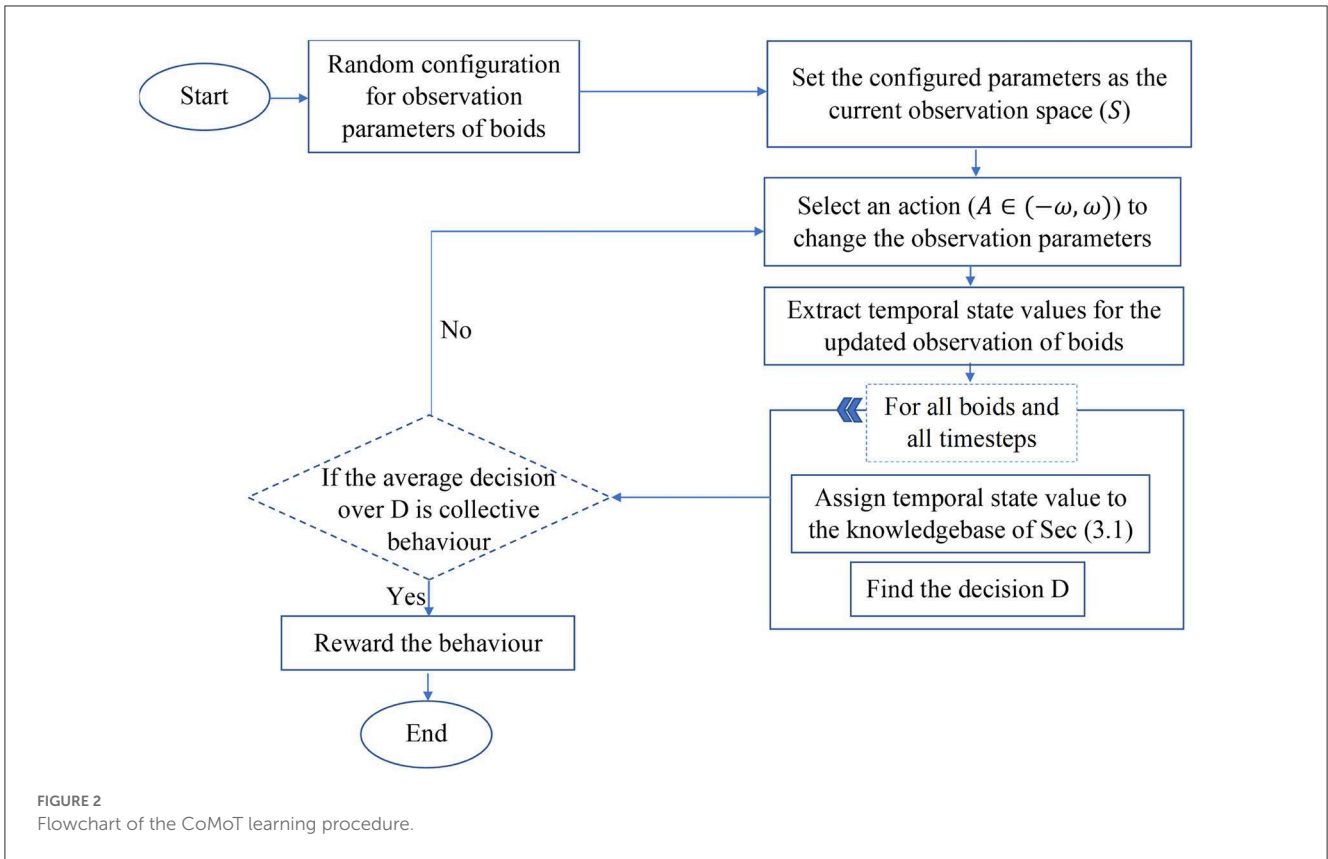 Start
Random configuration
for observation
parameters of boids
Set the configured parameters as the
current observation space (S)
Select an action (A ∈ (−ω, ω)) to
change the observation parameters
Extract temporal state values for the
updated observation of boids
For all boids and
all timesteps
Assign temporal state value to
the knowledgebase of Sec (3.1)
Find the decision D
If the average decision
over D is collective
behaviour
No
Yes
Reward the behaviour
End
FIGURE 2
Flowchart of the CoMoT learning procedure.